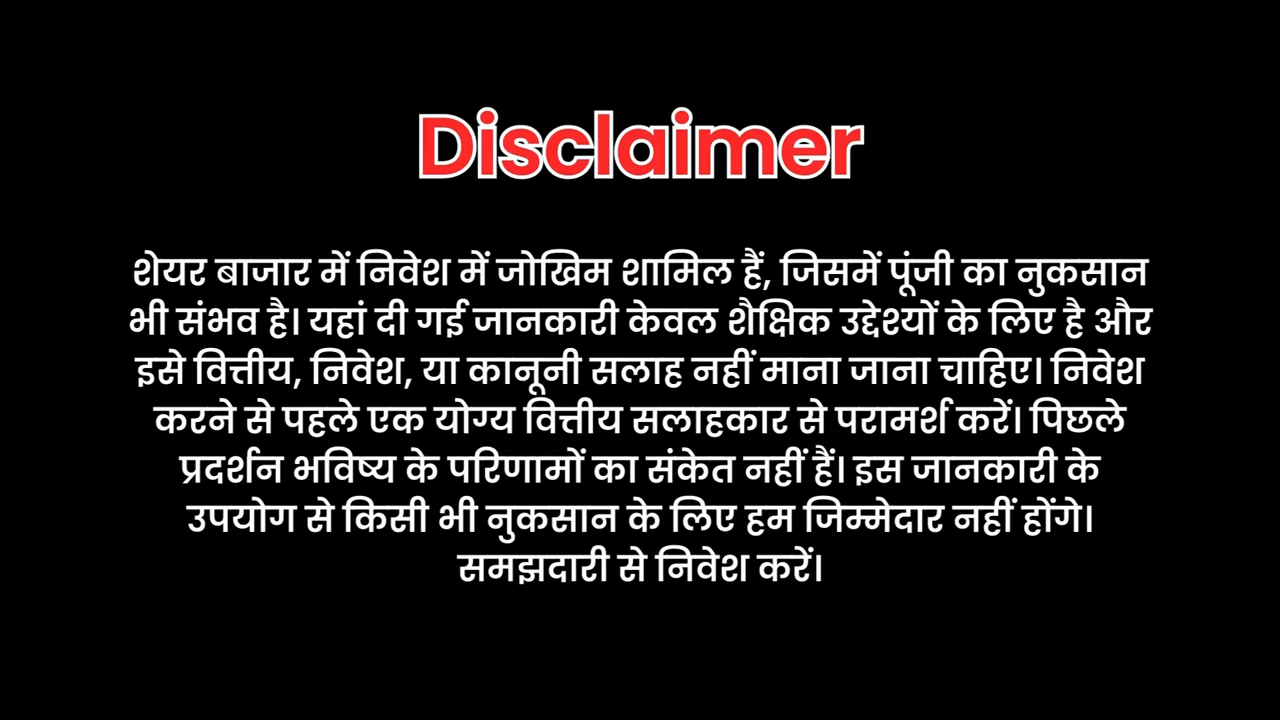 Disclaimer
शेयर बाजार में निवेश में जोखिम शामिल हैं, जिसमें पूंजी का नुकसान
भी संभव है। यहां दी गई जानकारी केवल शैक्षिक उद्देश्यों के लिए है और
इसे वित्तीय, निवेश, या कानूनी सलाह नहीं माना जाना चाहिए। निवेश
करने से पहले एक योग्य वित्तीय सलाहकार से परामर्श करें। पिछले
प्रदर्शन भविष्य के परिणामों का संकेत नहीं हैं। इस जानकारी के
उपयोग से किसी भी नुकसान के लिए हम जिम्मेदार नहीं होंगे।
समझदारी से निवेश करें।